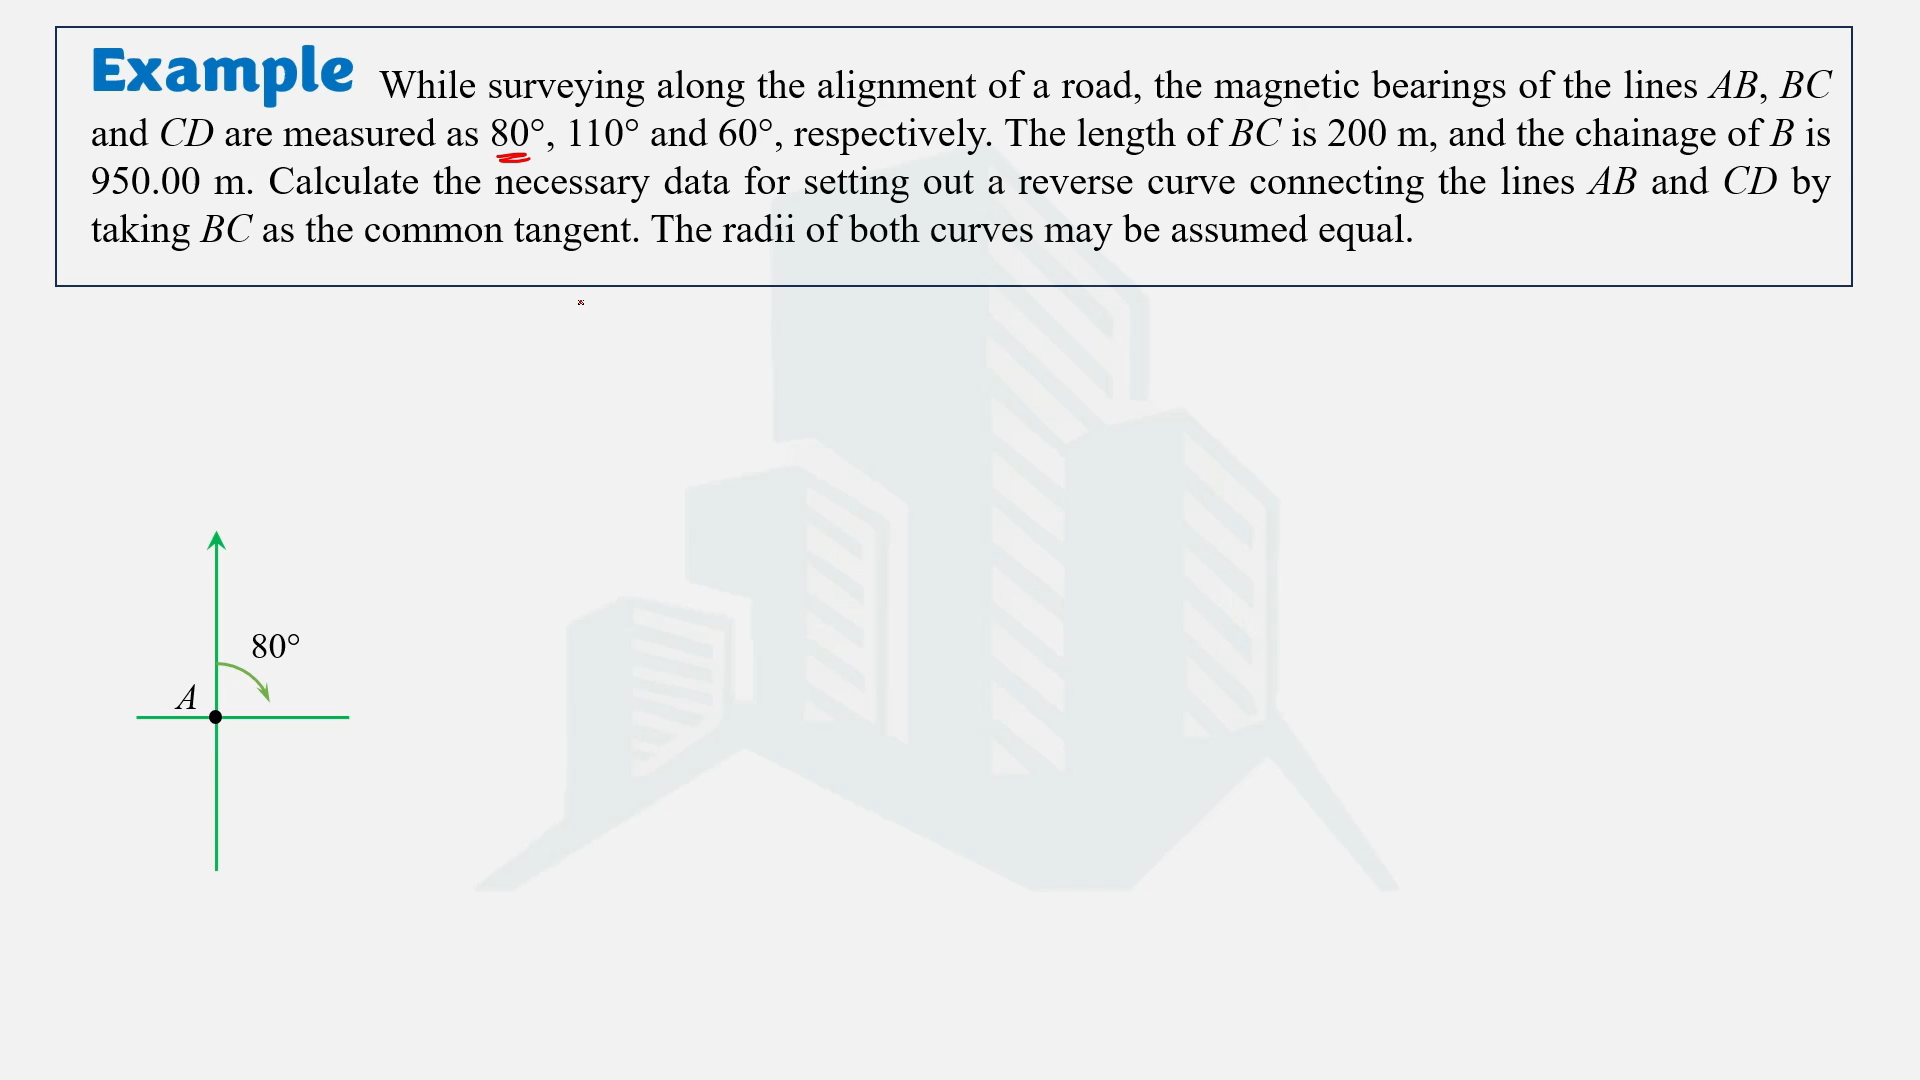 Example While surveying along the alignment of a road, the magnetic bearings of the lines AB, BC
and CD are measured as 80°, 110° and 60°, respectively. The length of BC is 200 m, and the chainage of B is
950.00 m. Calculate the necessary data for setting out a reverse curve connecting the lines AB and CD by
taking BC as the common tangent. The radii of both curves may be assumed equal.
80°
A